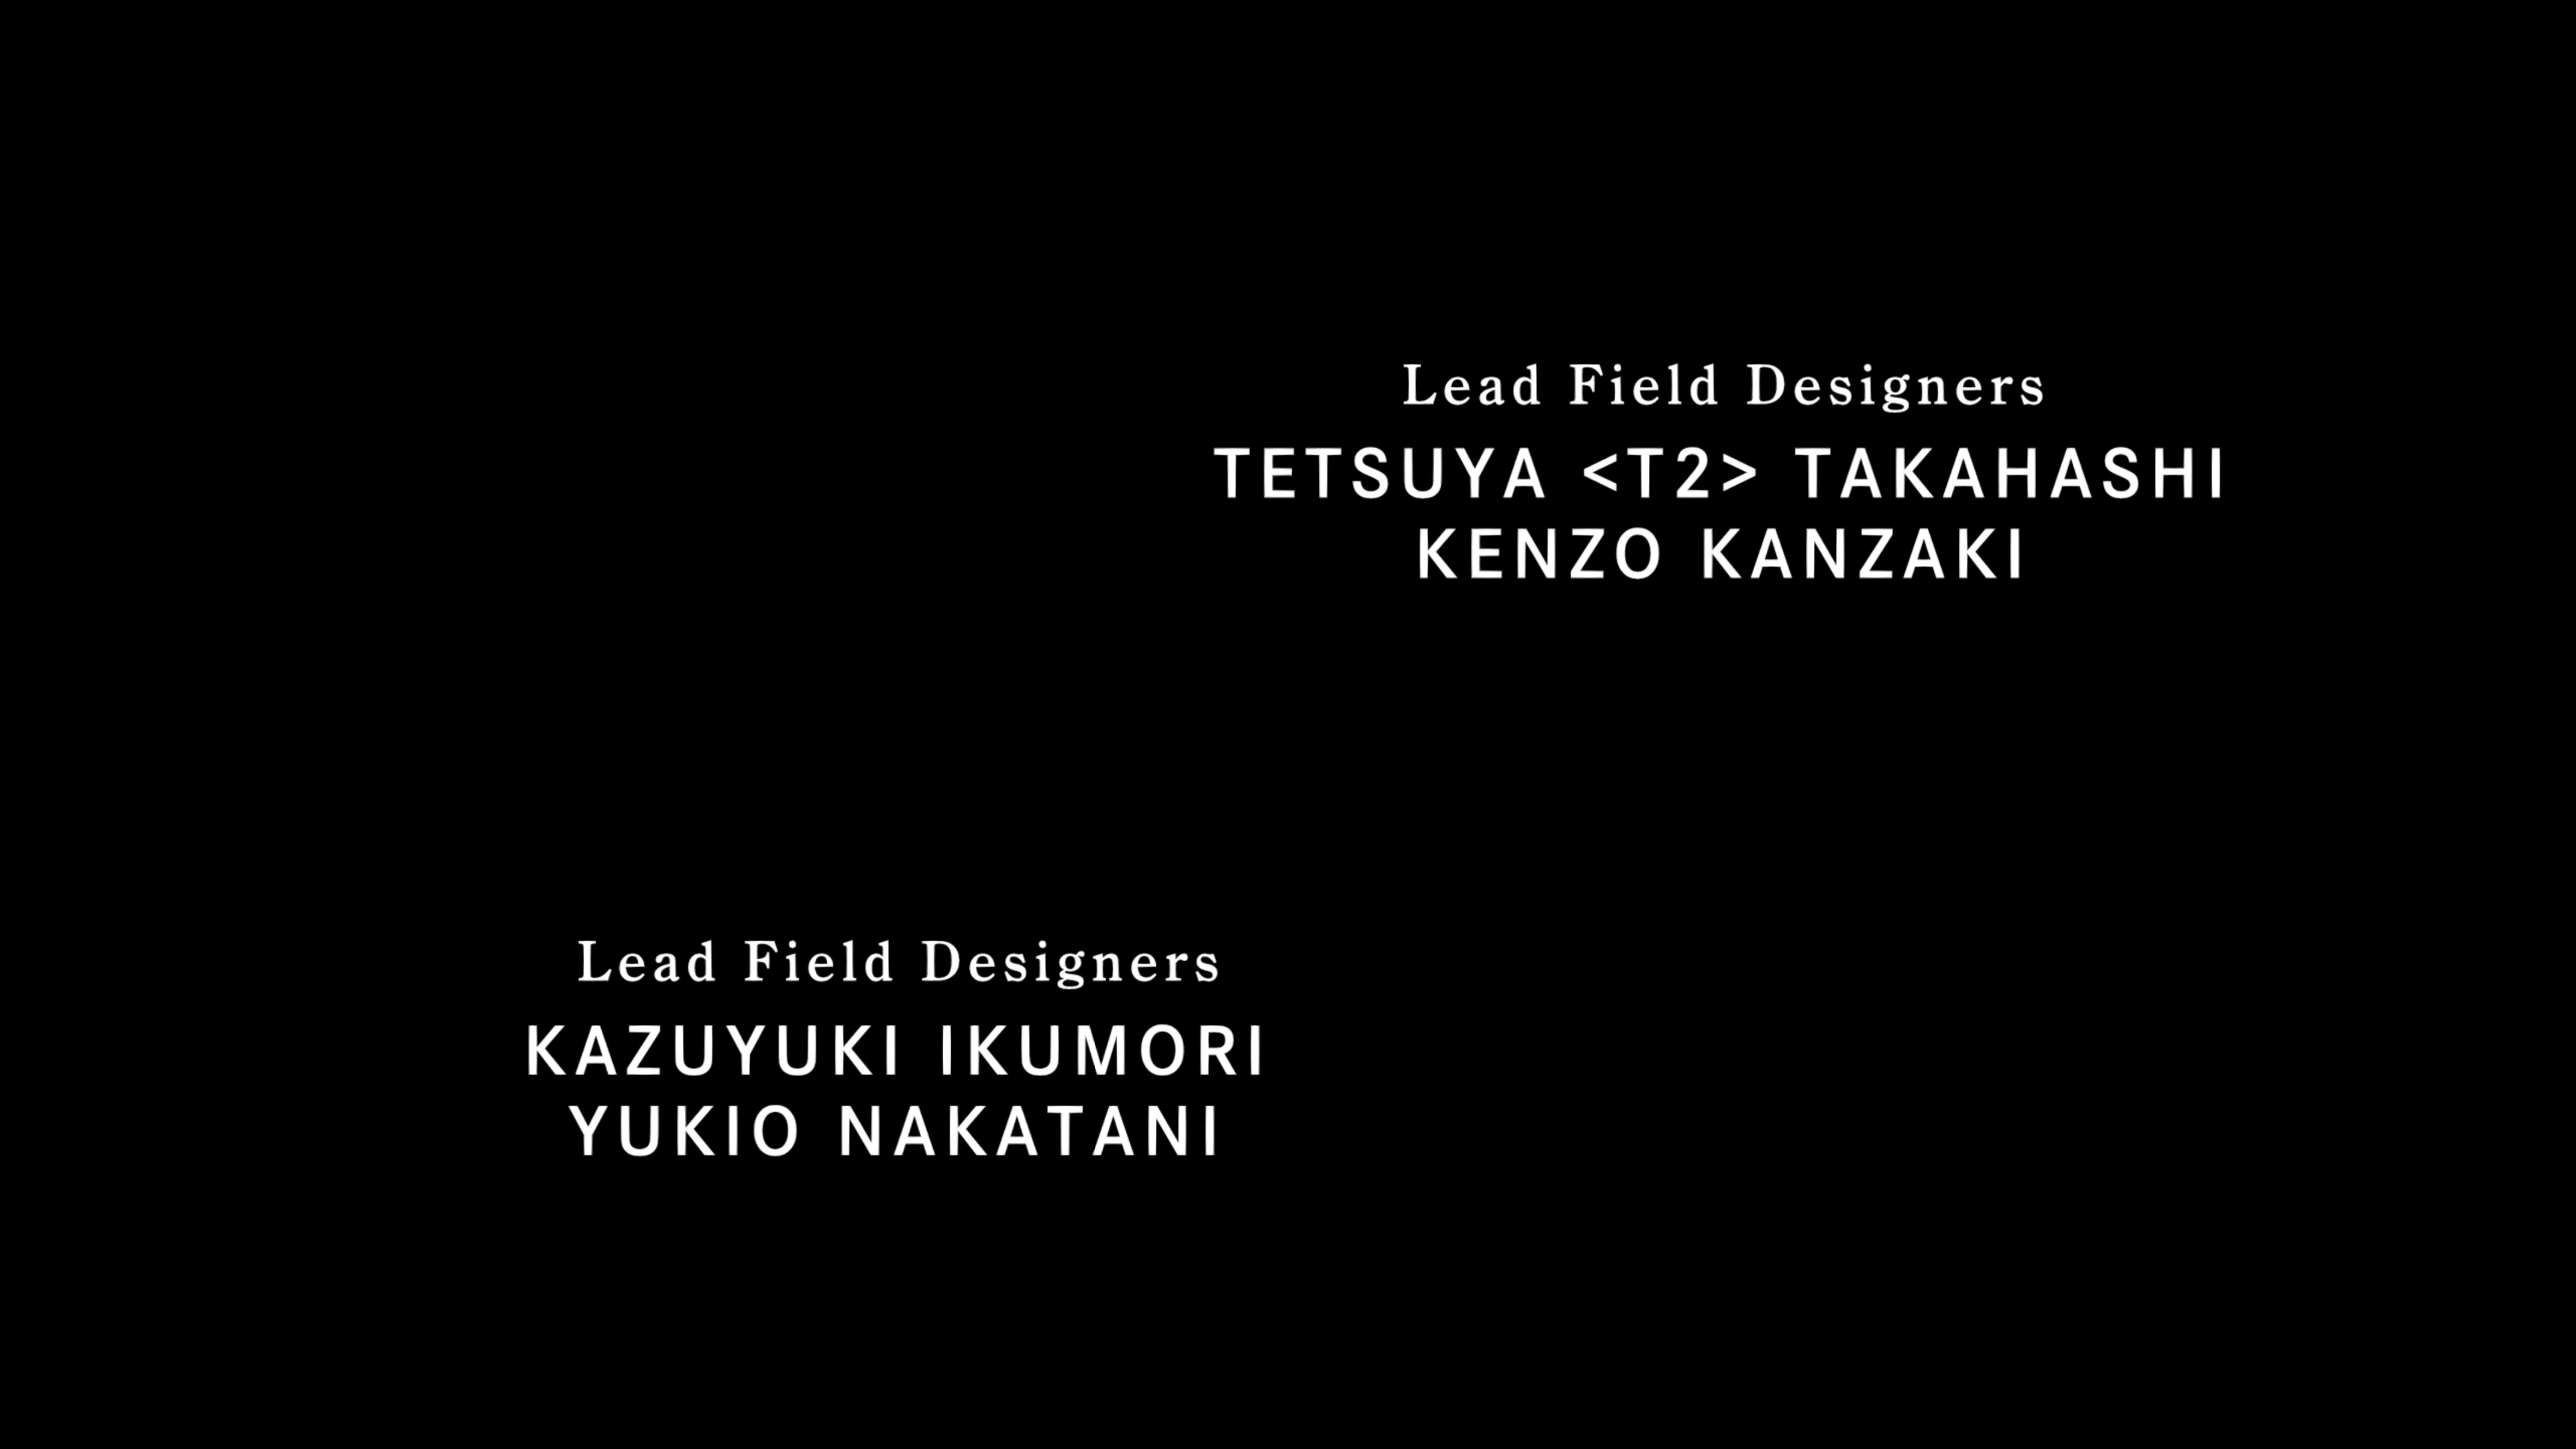 Lead Field Designers
TETSUYA <T2> TAKAHASHI
KENZO KANZAKI
Lead Field Designers
KAZUYUKI IKUMORI
YUKIO NAKATANI